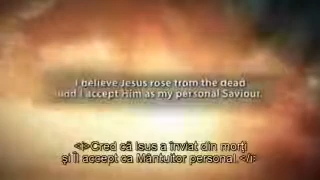 I believe Jesus rose from the dead
and I accept Him as my personal Saviour.
<i>Cred că Isus a înviat din morţi
şi Îl accept ca Mântuitor personal.</i>